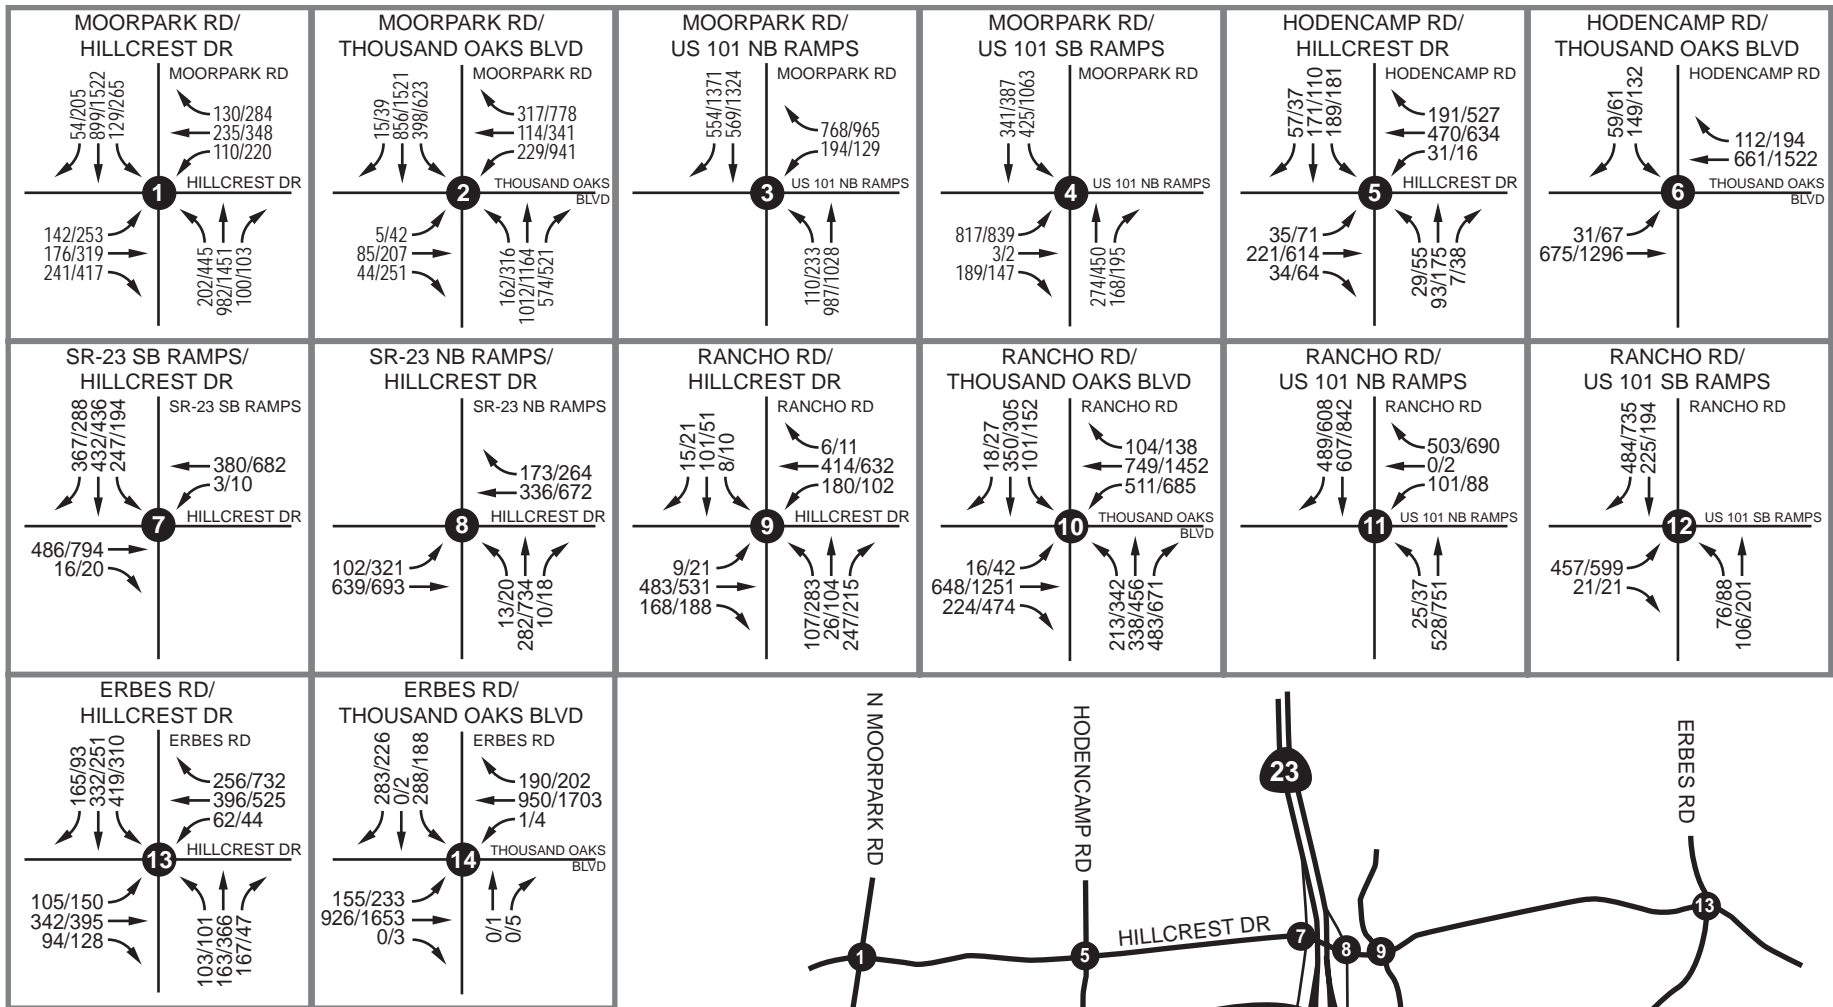 MOORPARK RD/
HILLCREST DR
MOORPARK RD
54/205
899/1522
129/265
130/284
235/348
110/220
1
HILLCREST DR
142/253
176/319
241/417
202/445
982/1451
100/103
MOORPARK RD/
THOUSAND OAKS BLVD
MOORPARK RD
15/39
856/1521
398/623
317/778
114/341
229/941
2
THOUSAND OAKS
BLVD
5/42
85/207
44/251
162/316
1012/1164
574/521
MOORPARK RD/
US 101 NB RAMPS
MOORPARK RD
554/1371
569/1324
768/965
194/129
3
US 101 NB RAMPS
110/233
987/1028
MOORPARK RD/
US 101 SB RAMPS
MOORPARK RD
341/387
425/1063
4
US 101 NB RAMPS
817/839
3/2
189/147
274/450
168/195
HODENCAMP RD/
HILLCREST DR
HODENCAMP RD
57/37
171/110
189/181
191/527
470/634
31/16
5
HILLCREST DR
35/71
221/614
34/64
29/55
93/175
7/38
HODENCAMP RD/
THOUSAND OAKS BLVD
HODENCAMP RD
59/61
149/132
112/194
661/1522
6
THOUSAND OAKS
BLVD
31/67
675/1296
SR-23 SB RAMPS/
HILLCREST DR
SR-23 SB RAMPS
367/288
432/436
247/194
380/682
3/10
7
HILLCREST DR
486/794
16/20
SR-23 NB RAMPS/
HILLCREST DR
SR-23 NB RAMPS
173/264
336/672
8
HILLCREST DR
102/321
639/693
13/20
282/734
10/18
RANCHO RD/
HILLCREST DR
RANCHO RD
15/21
101/51
8/10
6/11
414/632
180/102
9
HILLCREST DR
9/21
483/531
168/188
107/283
26/104
247/215
RANCHO RD/
THOUSAND OAKS BLVD
RANCHO RD
18/27
350/305
101/152
104/138
749/1452
511/685
10
THOUSAND OAKS
BLVD
16/42
648/1251
224/474
213/342
338/456
483/671
RANCHO RD/
US 101 NB RAMPS
RANCHO RD
489/608
607/842
503/690
0/2
101/88
11
US 101 NB RAMPS
25/37
528/751
RANCHO RD/
US 101 SB RAMPS
RANCHO RD
484/735
225/194
12
US 101 SB RAMPS
457/599
21/21
76/88
106/201
ERBES RD/
HILLCREST DR
ERBES RD
165/93
332/251
419/310
256/732
396/525
62/44
13
HILLCREST DR
105/150
342/395
94/128
103/101
163/366
167/47
ERBES RD/
THOUSAND OAKS BLVD
ERBES RD
283/226
0/2
288/188
190/202
950/1703
1/4
14
THOUSAND OAKS
BLVD
155/233
926/1653
0/3
0/1
0/5
N MOORPARK RD
HODENCAMP RD
23
ERBES RD
HILLCREST DR
1
5
7
8
9
13